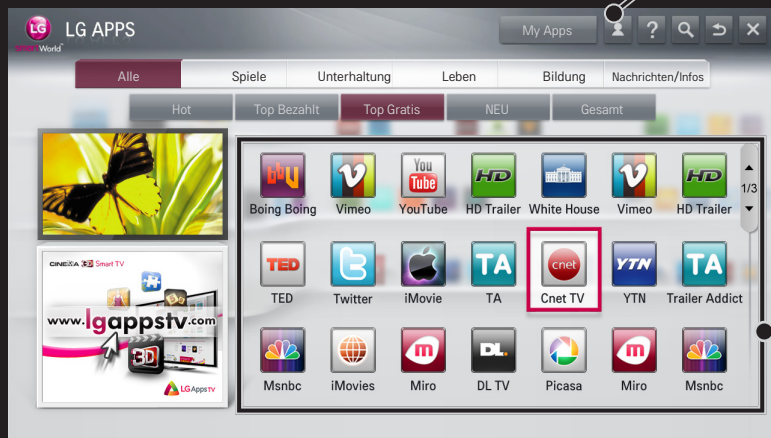 LG LG APPS My Apps ?
Smart World
Alle Spiele Unterhaltung Leben Bildung Nachrichten/Infos
Hot Top Bezahlt Top Gratis NEU Gesamt
bbU You Tube HD HD
Boing Boing Vimeo YouTube HD Trailer White House Vimeo HD Trailer
1/3
CINEMA 3D Smart TV
TED TA cnet YTN TA
TED Twitter iMovie TA Cnet TV YTN Trailer Addict
www.lgappstv.com
3D
LG Apps TV
m DL. m
Msnbc iMovies Miro DL TV Picasa Miro Msnbc